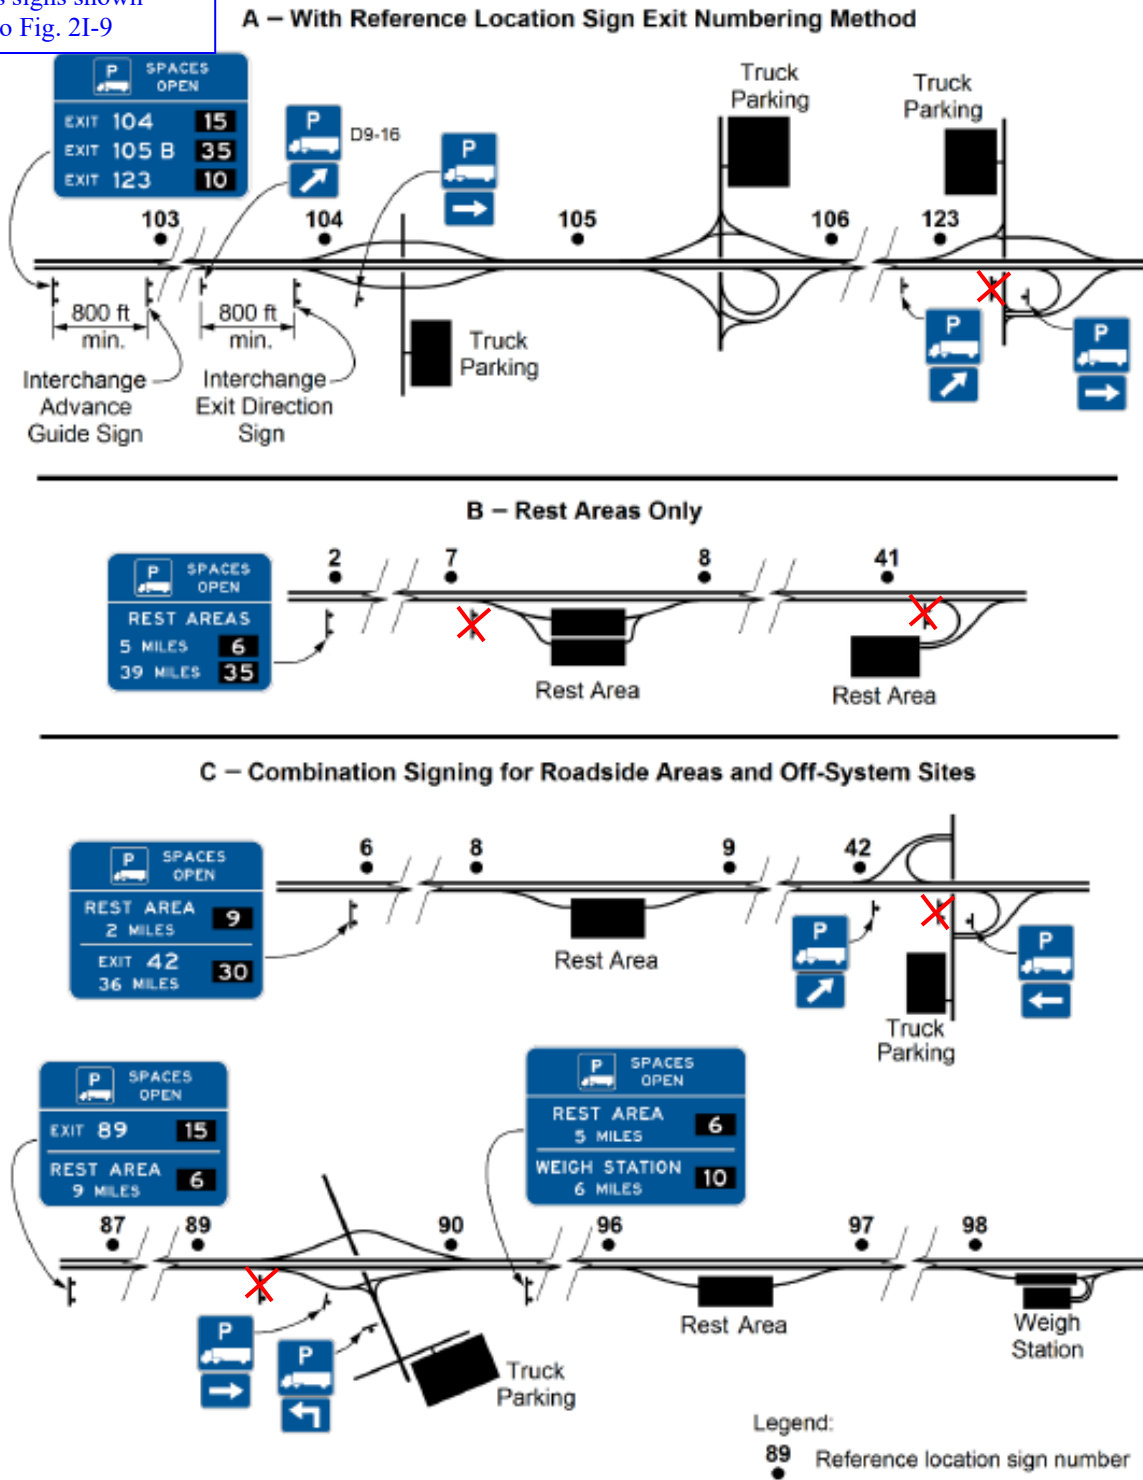 signs shown
o Fig. 2I-9
A – With Reference Location Sign Exit Numbering Method
P SPACES
OPEN
EXIT 104 15
EXIT 105 B 35
EXIT 123 10
P
D9-16
P
Truck
Parking
Truck
Parking
103
104
105
106
123
800 ft
min.
800 ft
min.
Interchange
Advance
Guide Sign
Interchange
Exit Direction
Sign
Truck
Parking
P
P
B – Rest Areas Only
P SPACES
OPEN
REST AREAS
5 MILES 6
39 MILES 35
2
7
8
41
Rest Area
Rest Area
C – Combination Signing for Roadside Areas and Off-System Sites
P SPACES
OPEN
REST AREA
2 MILES 9
EXIT 42
36 MILES 30
6
8
9
42
Rest Area
P
P
Truck
Parking
P SPACES
OPEN
EXIT 89 15
REST AREA
9 MILES 6
P SPACES
OPEN
REST AREA
5 MILES 6
WEIGH STATION
6 MILES 10
87
89
90
96
97
98
P
P
Truck
Parking
Rest Area
Weigh
Station
Legend:
89 Reference location sign number